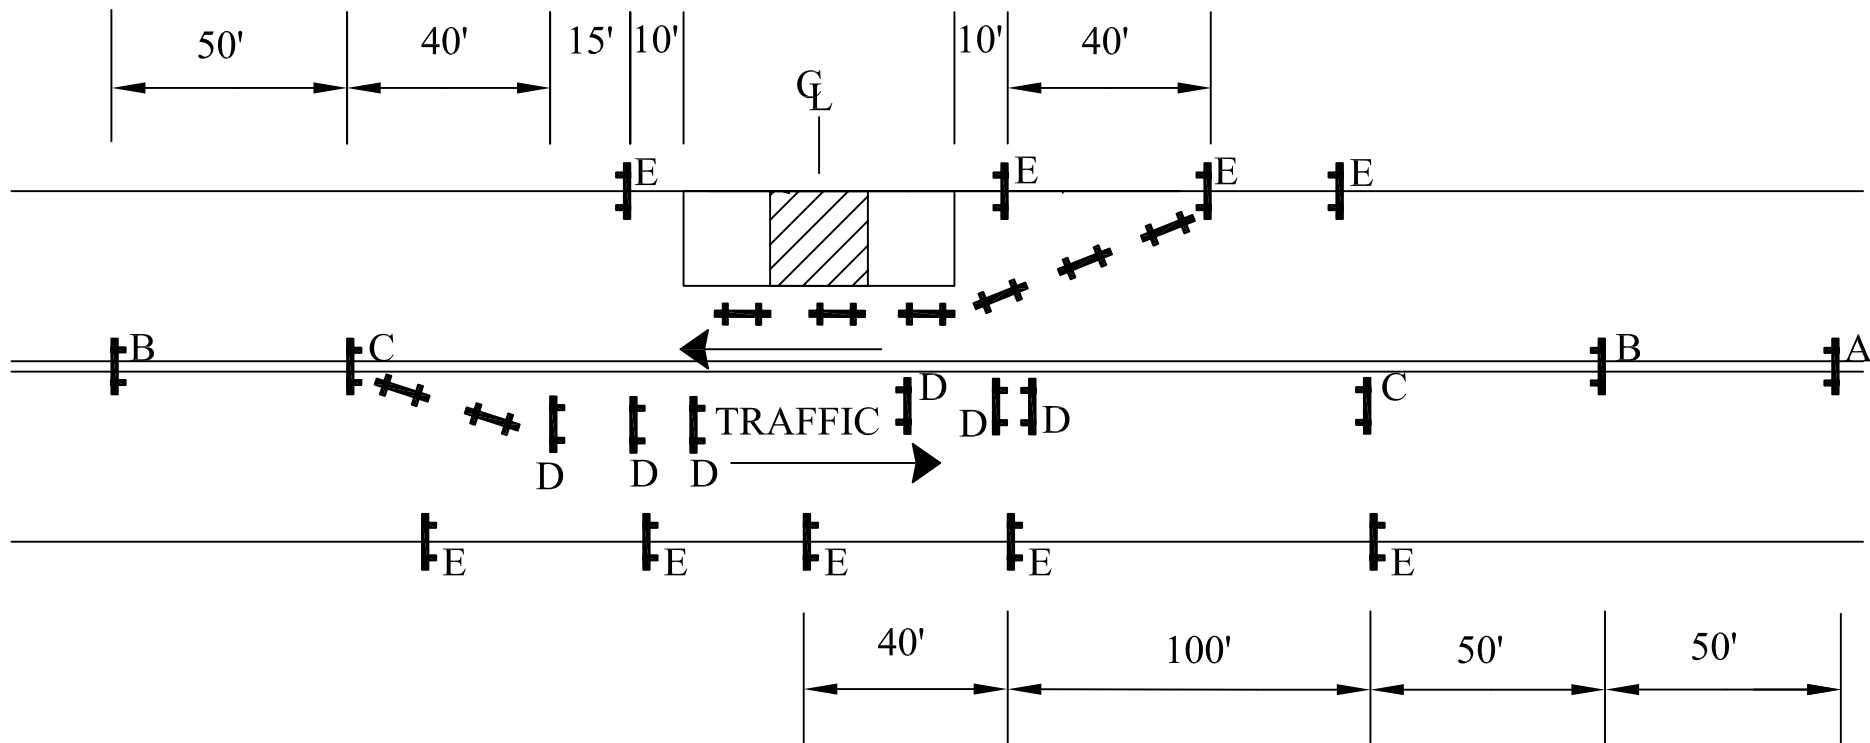 50' 40' 15' 10' 10' 40'
CL
E E E E
B C B A
D C
TRAFFIC D D
D D D
E E E E E
40' 100' 50' 50'